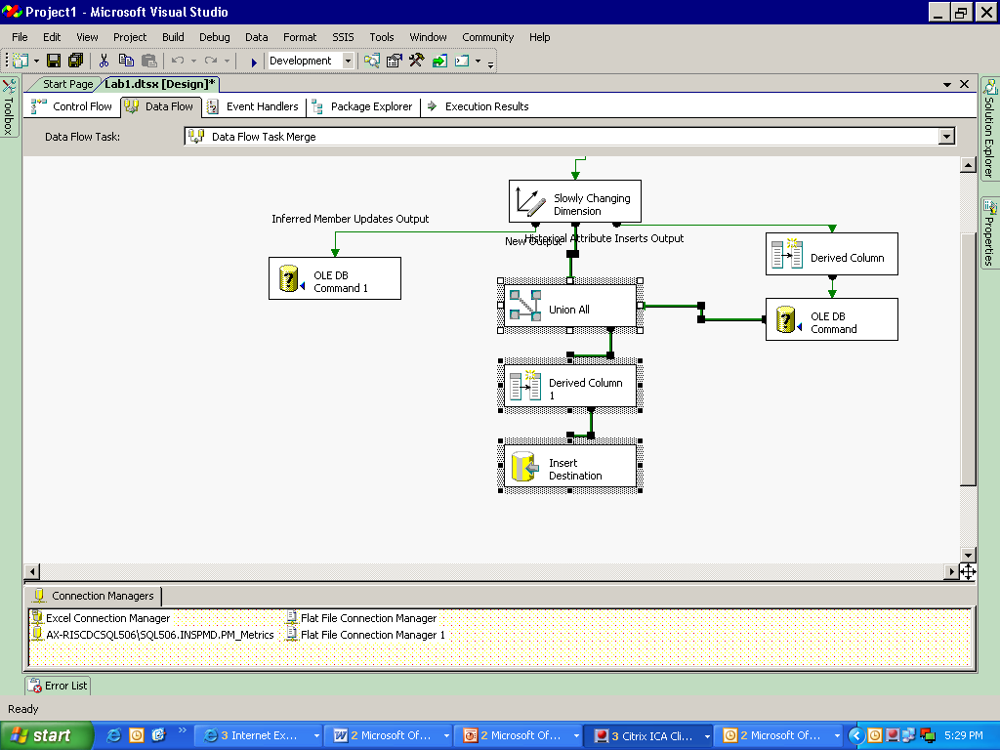 Project1 - Microsoft Visual Studio
File Edit View Project Build Debug Data Format SSIS Tools Window Community Help
Development
Start Page Lab1.dtsx [Design]*
Toolbox
Control Flow Data Flow Event Handlers Package Explorer Execution Results
Data Flow Task: Data Flow Task Merge
Solution Explorer
Properties
Slowly Changing
Dimension
Inferred Member Updates Output
New Output
Historical Attribute Inserts Output
Derived Column
OLE DB
Command 1
Union All
OLE DB
Command
Derived Column
1
Insert
Destination
Connection Managers
Excel Connection Manager
Flat File Connection Manager
AX-RISCDCSQL506\SQL506.INSPMD.PM_Metrics
Flat File Connection Manager 1
Error List
Ready
start 3 Internet Ex... 2 Microsoft Of... 2 Microsoft Of... 3 Citrix ICA Cli... 2 Microsoft Of... 5:29 PM